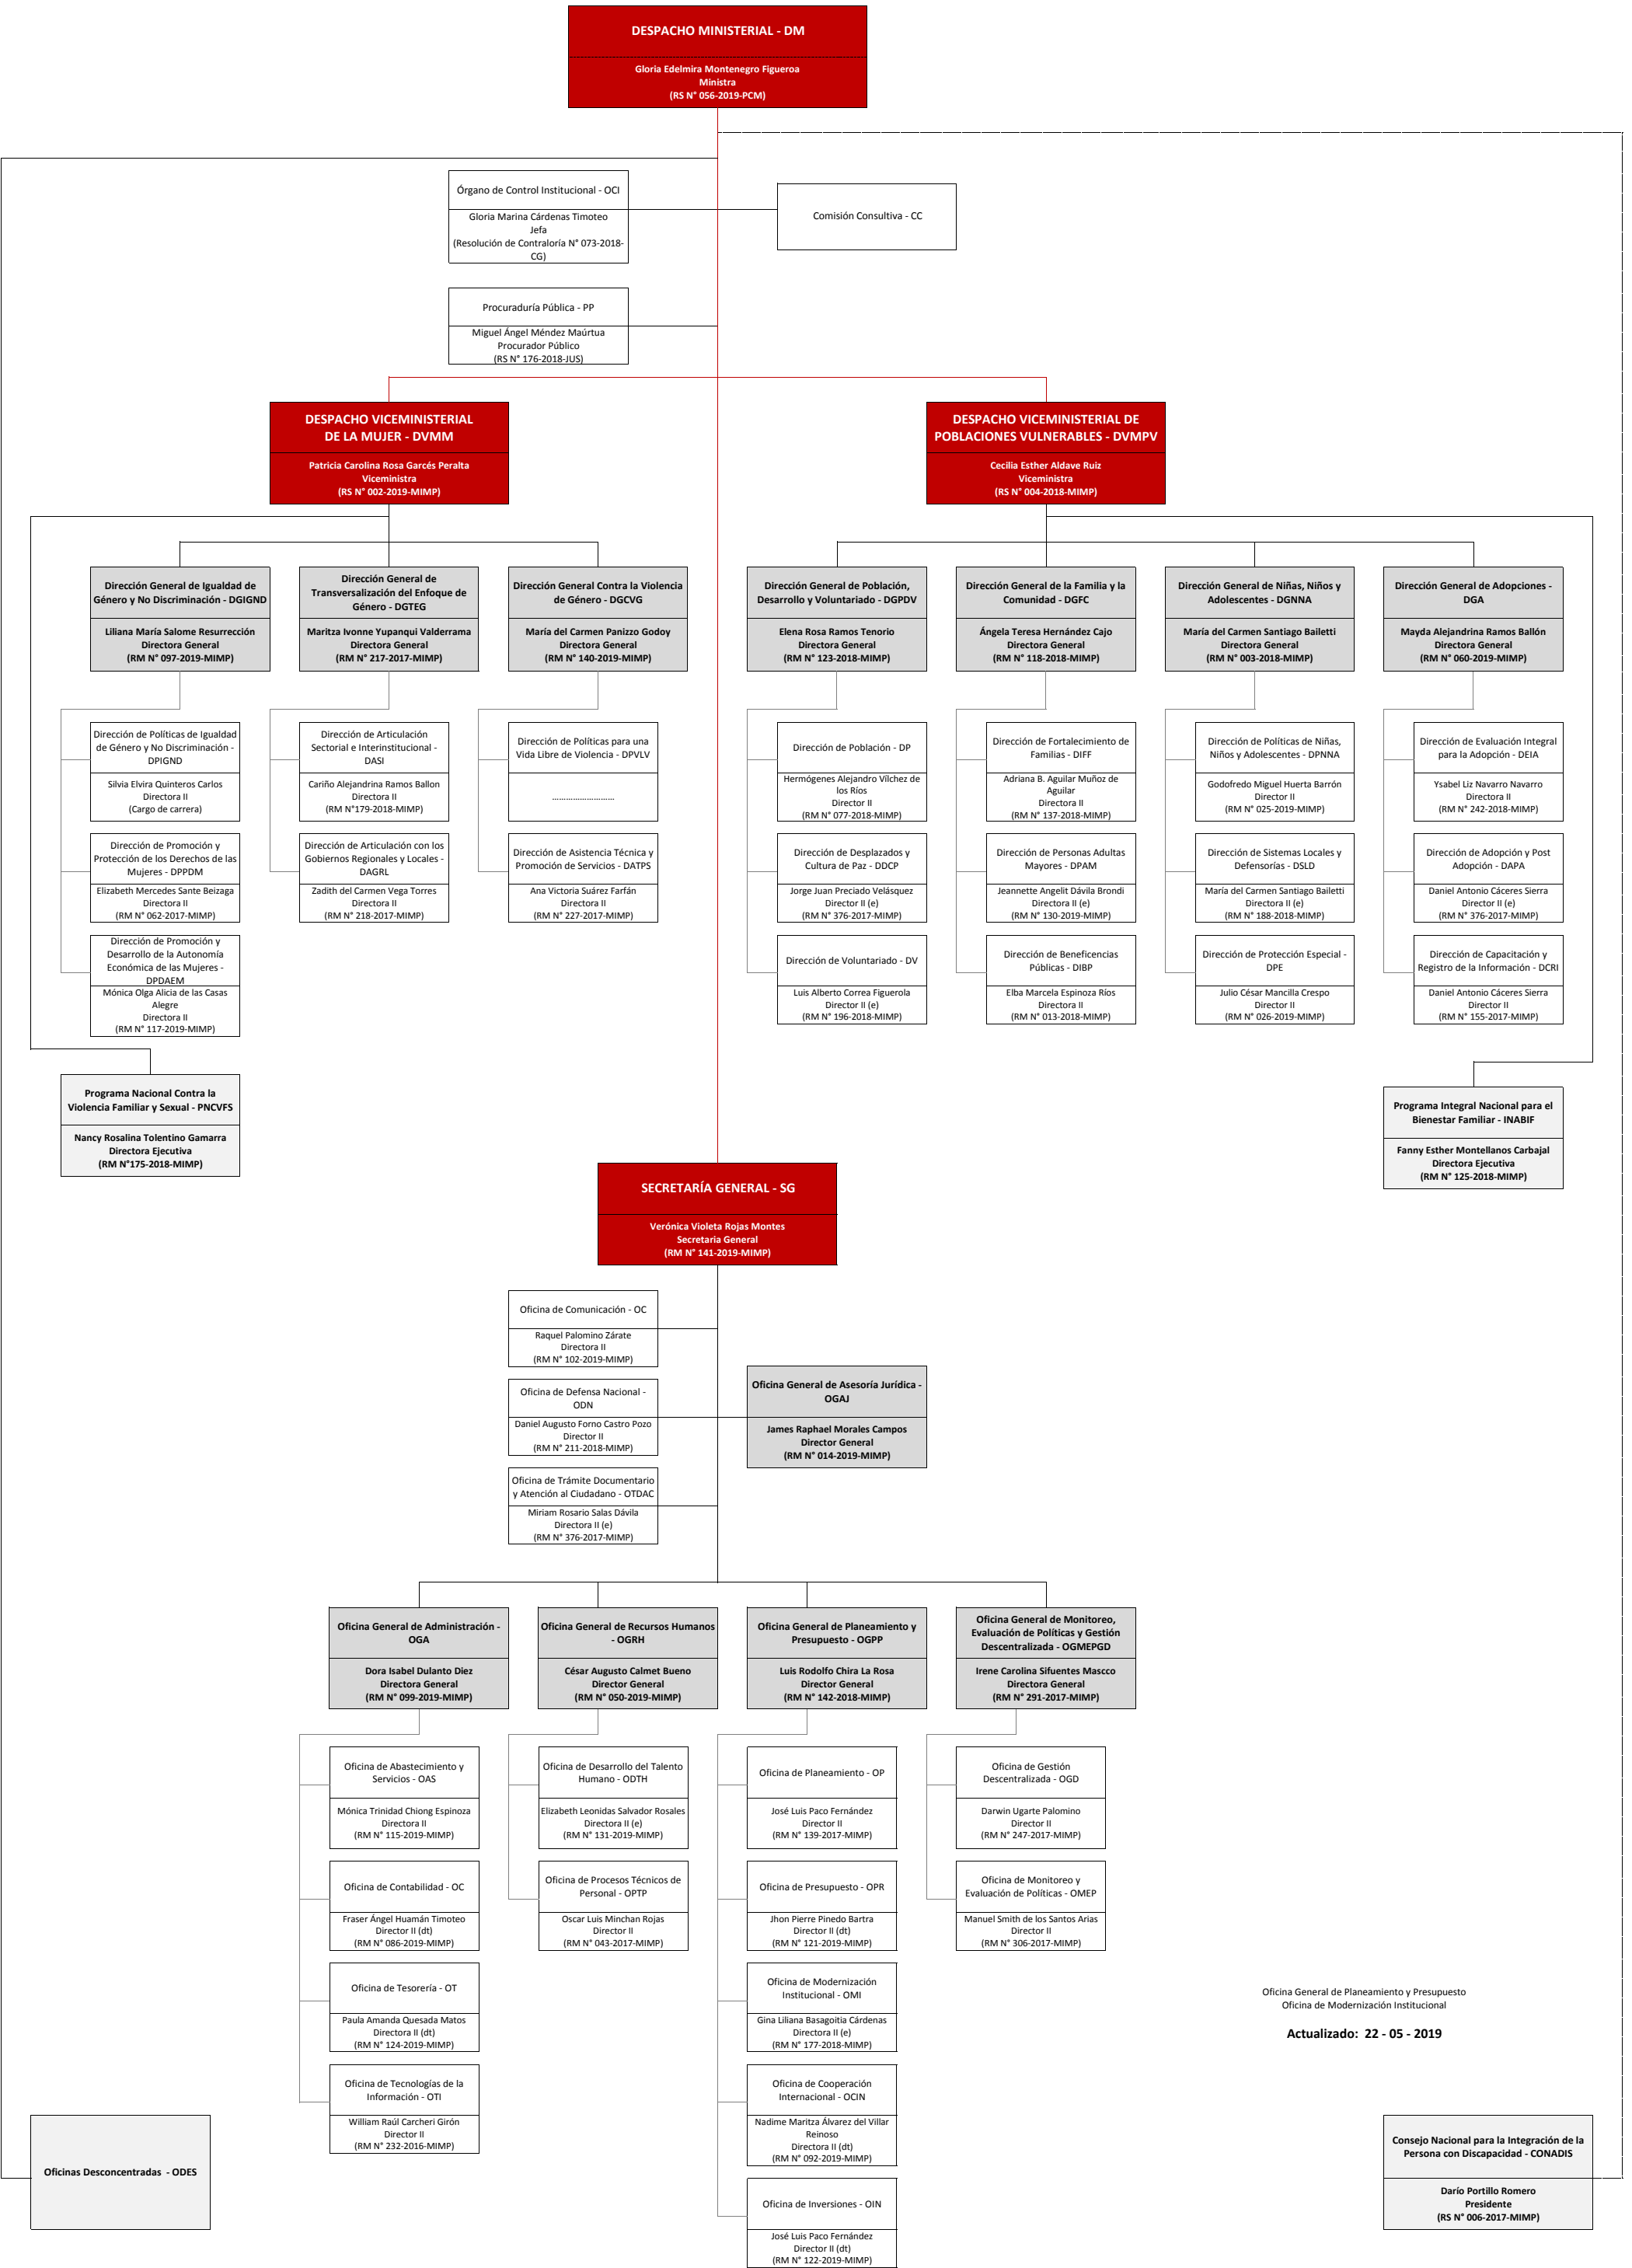 DESPACHO MINISTERIAL - DM
Gloria Edelmira Montenegro Figueroa
Ministra
(RS N° 056-2019-PCM)
Órgano de Control Institucional - OCI
Gloria Marina Cárdenas Timoteo
Jefa
(Resolución de Contraloría N° 073-2018-
CG)
Comisión Consultiva - CC
Procuraduría Pública - PP
Miguel Ángel Méndez Maúrtua
Procurador Público
(RS N° 176-2018-JUS)
DESPACHO VICEMINISTERIAL
DE LA MUJER - DVMM
Patricia Carolina Rosa Garcés Peralta
Viceministra
(RS N° 002-2019-MIMP)
DESPACHO VICEMINISTERIAL DE
POBLACIONES VULNERABLES - DVMPV
Cecilia Esther Aldave Ruiz
Viceministra
(RS N° 004-2018-MIMP)
Dirección General de Igualdad de
Género y No Discriminación - DGIGND
Liliana María Salome Resurrección
Directora General
(RM N° 097-2019-MIMP)
Dirección General de
Transversalización del Enfoque de
Género - DGTEG
Maritza Ivonne Yupanqui Valderrama
Directora General
(RM N° 217-2017-MIMP)
Dirección General Contra la Violencia
de Género - DGCVG
María del Carmen Panizzo Godoy
Directora General
(RM N° 140-2019-MIMP)
Dirección General de Población,
Desarrollo y Voluntariado - DGPDV
Elena Rosa Ramos Tenorio
Directora General
(RM N° 123-2018-MIMP)
Dirección General de la Familia y la
Comunidad - DGFC
Ángela Teresa Hernández Cajo
Directora General
(RM N° 118-2018-MIMP)
Dirección General de Niñas, Niños y
Adolescentes - DGNNA
María del Carmen Santiago Bailetti
Directora General
(RM N° 003-2018-MIMP)
Dirección General de Adopciones -
DGA
Mayda Alejandrina Ramos Ballón
Directora General
(RM N° 060-2019-MIMP)
Dirección de Políticas de Igualdad
de Género y No Discriminación -
DPIGND
Silvia Elvira Quinteros Carlos
Directora II
(Cargo de carrera)
Dirección de Articulación
Sectorial e Interinstitucional -
DASI
Cariño Alejandrina Ramos Ballon
Directora II
(RM N°179-2018-MIMP)
Dirección de Políticas para una
Vida Libre de Violencia - DPVLV
..........................
Dirección de Población - DP
Hermógenes Alejandro Vílchez de
los Ríos
Director II
(RM N° 077-2018-MIMP)
Dirección de Fortalecimiento de
Familias - DIFF
Adriana B. Aguilar Muñoz de
Aguilar
Directora II
(RM N° 137-2018-MIMP)
Dirección de Políticas de Niñas,
Niños y Adolescentes - DPNNA
Godofredo Miguel Huerta Barrón
Director II
(RM N° 025-2019-MIMP)
Dirección de Evaluación Integral
para la Adopción - DEIA
Ysabel Liz Navarro Navarro
Directora II
(RM N° 242-2018-MIMP)
Dirección de Promoción y
Protección de los Derechos de las
Mujeres - DPPDM
Elizabeth Mercedes Sante Beizaga
Directora II
(RM N° 062-2017-MIMP)
Dirección de Articulación con los
Gobiernos Regionales y Locales -
DAGRL
Zadith del Carmen Vega Torres
Directora II
(RM N° 218-2017-MIMP)
Dirección de Asistencia Técnica y
Promoción de Servicios - DATPS
Ana Victoria Suárez Farfán
Directora II
(RM N° 227-2017-MIMP)
Dirección de Desplazados y
Cultura de Paz - DDCP
Jorge Juan Preciado Velásquez
Director II (e)
(RM N° 376-2017-MIMP)
Dirección de Personas Adultas
Mayores - DPAM
Jeannette Angelit Dávila Brondi
Directora II (e)
(RM N° 130-2019-MIMP)
Dirección de Sistemas Locales y
Defensorías - DSLD
María del Carmen Santiago Bailetti
Directora II (e)
(RM N° 188-2018-MIMP)
Dirección de Adopción y Post
Adopción - DAPA
Daniel Antonio Cáceres Sierra
Director II (e)
(RM N° 376-2017-MIMP)
Dirección de Promoción y
Desarrollo de la Autonomía
Económica de las Mujeres -
DPDAEM
Mónica Olga Alicia de las Casas
Alegre
Directora II
(RM N° 117-2019-MIMP)
Dirección de Voluntariado - DV
Luis Alberto Correa Figuerola
Director II (e)
(RM N° 196-2018-MIMP)
Dirección de Beneficencias
Públicas - DIBP
Elba Marcela Espinoza Ríos
Directora II
(RM N° 013-2018-MIMP)
Dirección de Protección Especial -
DPE
Julio César Mancilla Crespo
Director II
(RM N° 026-2019-MIMP)
Dirección de Capacitación y
Registro de la Información - DCRI
Daniel Antonio Cáceres Sierra
Director II
(RM N° 155-2017-MIMP)
Programa Nacional Contra la
Violencia Familiar y Sexual - PNCVFS
Nancy Rosalina Tolentino Gamarra
Directora Ejecutiva
(RM N°175-2018-MIMP)
Programa Integral Nacional para el
Bienestar Familiar - INABIF
Fanny Esther Montellanos Carbajal
Directora Ejecutiva
(RM N° 125-2018-MIMP)
SECRETARÍA GENERAL - SG
Verónica Violeta Rojas Montes
Secretaria General
(RM N° 141-2019-MIMP)
Oficina de Comunicación - OC
Raquel Palomino Zárate
Directora II
(RM N° 102-2019-MIMP)
Oficina de Defensa Nacional -
ODN
Daniel Augusto Forno Castro Pozo
Director II
(RM N° 211-2018-MIMP)
Oficina General de Asesoría Jurídica -
OGAJ
James Raphael Morales Campos
Director General
(RM N° 014-2019-MIMP)
Oficina de Trámite Documentario
y Atención al Ciudadano - OTDAC
Miriam Rosario Salas Dávila
Directora II (e)
(RM N° 376-2017-MIMP)
Oficina General de Administración -
OGA
Dora Isabel Dulanto Diez
Directora General
(RM N° 099-2019-MIMP)
Oficina General de Recursos Humanos
- OGRH
César Augusto Calmet Bueno
Director General
(RM N° 050-2019-MIMP)
Oficina General de Planeamiento y
Presupuesto - OGPP
Luis Rodolfo Chira La Rosa
Director General
(RM N° 142-2018-MIMP)
Oficina General de Monitoreo,
Evaluación de Políticas y Gestión
Descentralizada - OGMEPGD
Irene Carolina Sifuentes Mascco
Directora General
(RM N° 291-2017-MIMP)
Oficina de Abastecimiento y
Servicios - OAS
Mónica Trinidad Chiong Espinoza
Directora II
(RM N° 115-2019-MIMP)
Oficina de Desarrollo del Talento
Humano - ODTH
Elizabeth Leonidas Salvador Rosales
Directora II (e)
(RM N° 131-2019-MIMP)
Oficina de Planeamiento - OP
José Luis Paco Fernández
Director II
(RM N° 139-2017-MIMP)
Oficina de Gestión
Descentralizada - OGD
Darwin Ugarte Palomino
Director II
(RM N° 247-2017-MIMP)
Oficina de Contabilidad - OC
Fraser Ángel Huamán Timoteo
Director II (dt)
(RM N° 086-2019-MIMP)
Oficina de Procesos Técnicos de
Personal - OPTP
Oscar Luis Minchan Rojas
Director II
(RM N° 043-2017-MIMP)
Oficina de Presupuesto - OPR
Jhon Pierre Pinedo Bartra
Director II (dt)
(RM N° 121-2019-MIMP)
Oficina de Monitoreo y
Evaluación de Políticas - OMEP
Manuel Smith de los Santos Arias
Director II
(RM N° 306-2017-MIMP)
Oficina de Tesorería - OT
Paula Amanda Quesada Matos
Directora II (dt)
(RM N° 124-2019-MIMP)
Oficina de Modernización
Institucional - OMI
Gina Liliana Basagoitia Cárdenas
Directora II (e)
(RM N° 177-2018-MIMP)
Oficina General de Planeamiento y Presupuesto
Oficina de Modernización Institucional
Actualizado: 22 - 05 - 2019
Oficina de Tecnologías de la
Información - OTI
William Raúl Carcheri Girón
Director II
(RM N° 232-2016-MIMP)
Oficina de Cooperación
Internacional - OCIN
Nadime Maritza Álvarez del Villar
Reinoso
Directora II (dt)
(RM N° 092-2019-MIMP)
Oficinas Desconcentradas - ODES
Consejo Nacional para la Integración de la
Persona con Discapacidad - CONADIS
Darío Portillo Romero
Presidente
(RS N° 006-2017-MIMP)
Oficina de Inversiones - OIN
José Luis Paco Fernández
Director II (dt)
(RM N° 122-2019-MIMP)